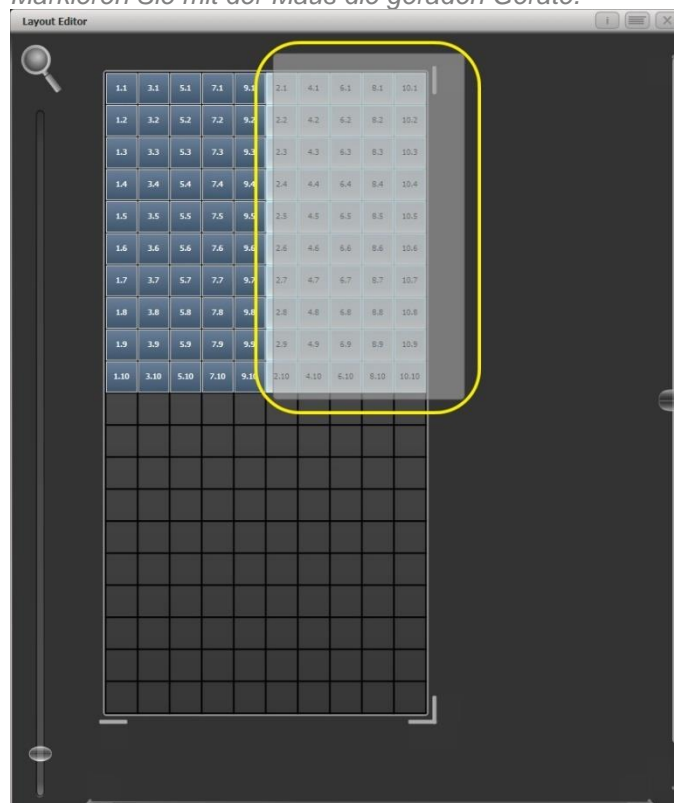 Markieren Sie mit der Maus die geraden Geräte.
Layout Editor
1.1 3.1 5.1 7.1 9.1 2.1 4.1 6.1 8.1 10.1
1.2 3.2 5.2 7.2 9.2 2.2 4.2 6.2 8.2 10.2
1.3 3.3 5.3 7.3 9.3 2.3 4.3 6.3 8.3 10.3
1.4 3.4 5.4 7.4 9.4 2.4 4.4 6.4 8.4 10.4
1.5 3.5 5.5 7.5 9.5 2.5 4.5 6.5 8.5 10.5
1.6 3.6 5.6 7.6 9.6 2.6 4.6 6.6 8.6 10.6
1.7 3.7 5.7 7.7 9.7 2.7 4.7 6.7 8.7 10.7
1.8 3.8 5.8 7.8 9.8 2.8 4.8 6.8 8.8 10.8
1.9 3.9 5.9 7.9 9.9 2.9 4.9 6.9 8.9 10.9
1.10 3.10 5.10 7.10 9.10 2.10 4.10 6.10 8.10 10.10